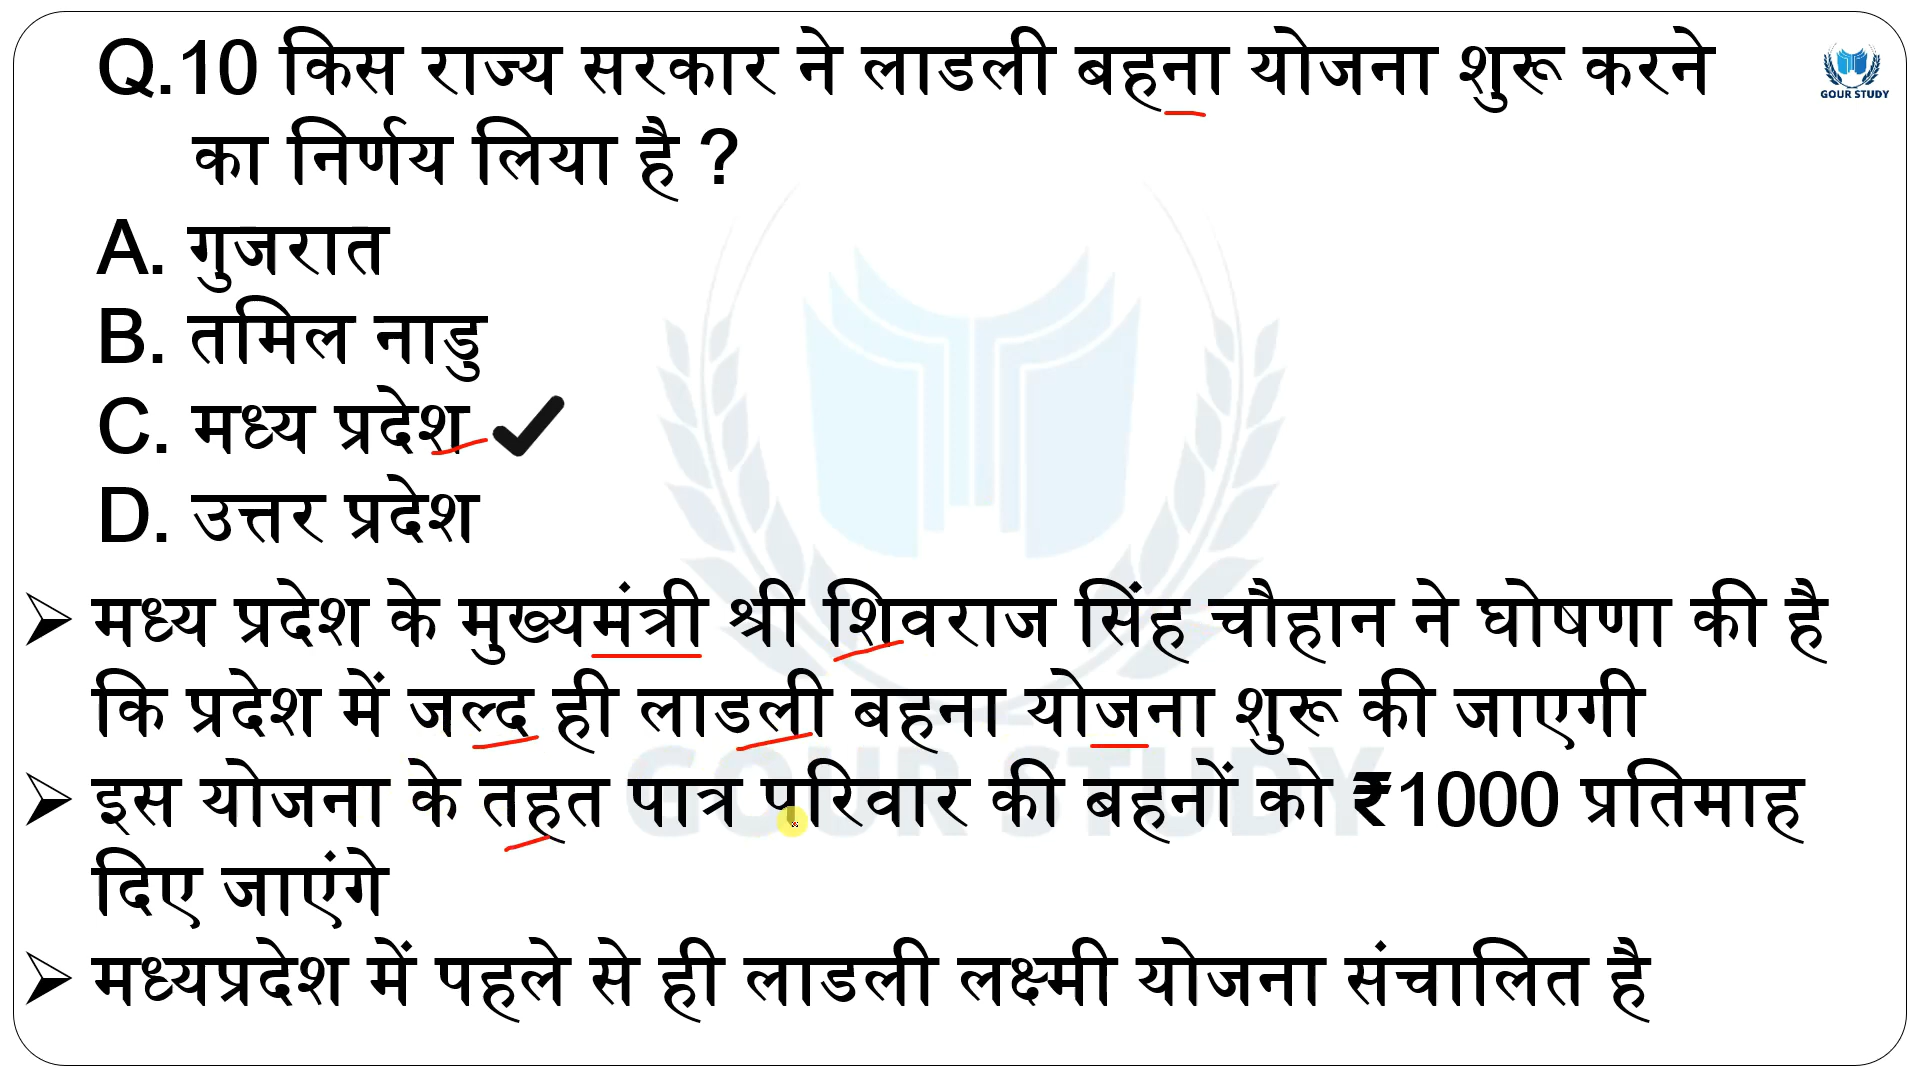 Q.10 किस राज्य सरकार ने लाडली बहना योजना शुरू करने
का निर्णय लिया है ?
GOUR STUDY
A. गुजरात
B. तमिल नाडु
C. मध्य प्रदेश
D. उत्तर प्रदेश
मध्य प्रदेश के मुख्यमंत्री श्री शिवराज सिंह चौहान ने घोषणा की है
कि प्रदेश में जल्द ही लाडली बहना योजना शुरू की जाएगी
इस योजना के तहत पात्र परिवार की बहनों को ₹1000 प्रतिमाह
दिए जाएंगे
मध्यप्रदेश में पहले से ही लाडली लक्ष्मी योजना संचालित है
GOUR STUDY